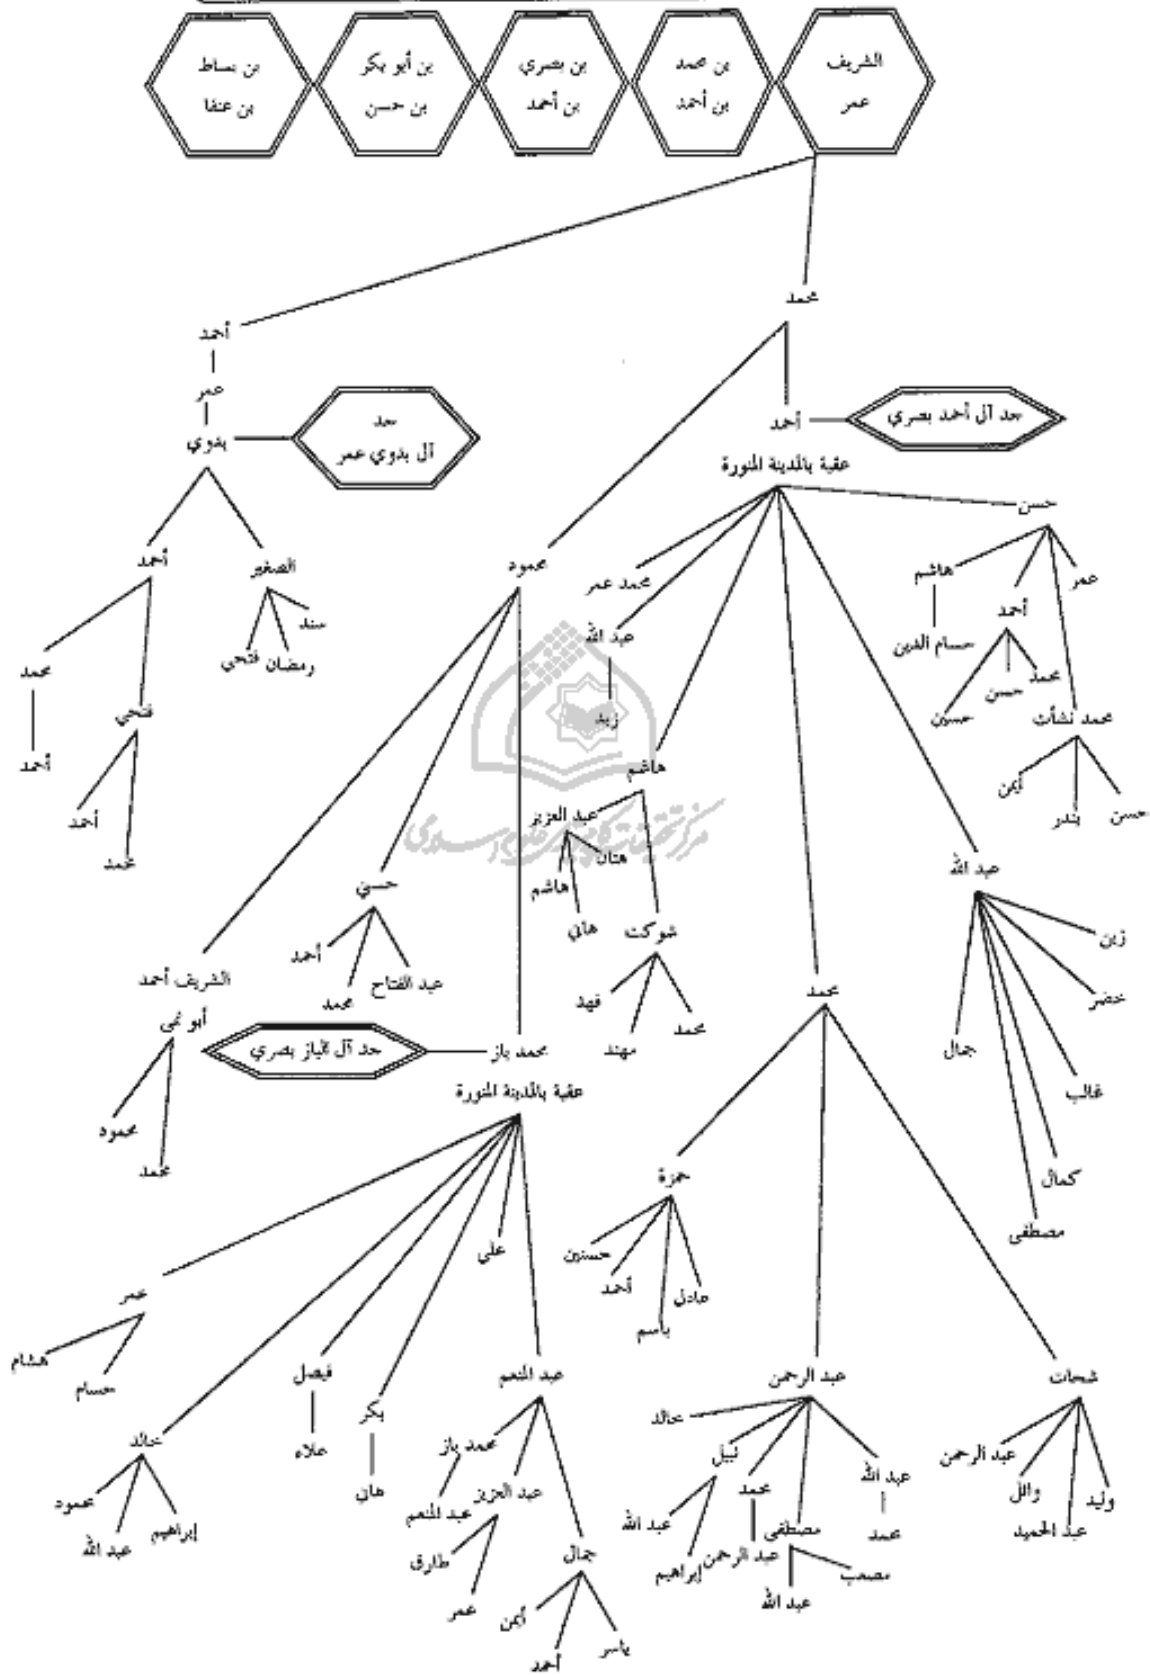 الشريف
عمر
بن محمد
بن أحمد
بن بصري
بن أحمد
بن أبو بكر
بن حسن
بن بساط
بن عنقا
محمد
أحمد
عمر
بدوي
جد
آل بدوي عمر
أحمد
جد آل أحمد بصري
عقبة بالمدينة المنورة
حسن
هاشم
عمر
أحمد
حسام الدين
محمد
حسن
حسين
محمد نشأت
أيمن
بندر
حسن
محمد عمر
عبد الله
زيد
محمود
أحمد
الصغير
سند
رمضان
فتحي
محمد
أحمد
فتحي
أحمد
محمد
هاشم
عبد العزيز
هتان
هاشم
هاني
شوكت
فهد
مهند
محمد
مركز تحقيقات كامپيوتری علوم اسلامی
حسني
أحمد
محمد
عبد الفتاح
عبد الله
زين
خضر
غالب
كمال
مصطفى
جمال
الشريف أحمد
أبو نمى
محمود
محمد
محمد باز
جد آل الباز بصري
عقبة بالمدينة المنورة
محمد
حمزة
حسنين
أحمد
باسم
عادل
علي
عمر
هشام
حسام
خالد
محمود
عبد الله
إبراهيم
فيصل
علاء
بكر
هاني
عبد المنعم
محمد باز
عبد المنعم
عبد العزيز
طارق
عمر
جمال
أيمن
أحمد
ياسر
عبد الرحمن
خالد
نبيل
عبد الله
إبراهيم
محمد
عبد الرحمن
مصطفى
عبد الله
مصعب
عبد الله
محمد
شحات
عبد الرحمن
وائل
عبد الحميد
وليد